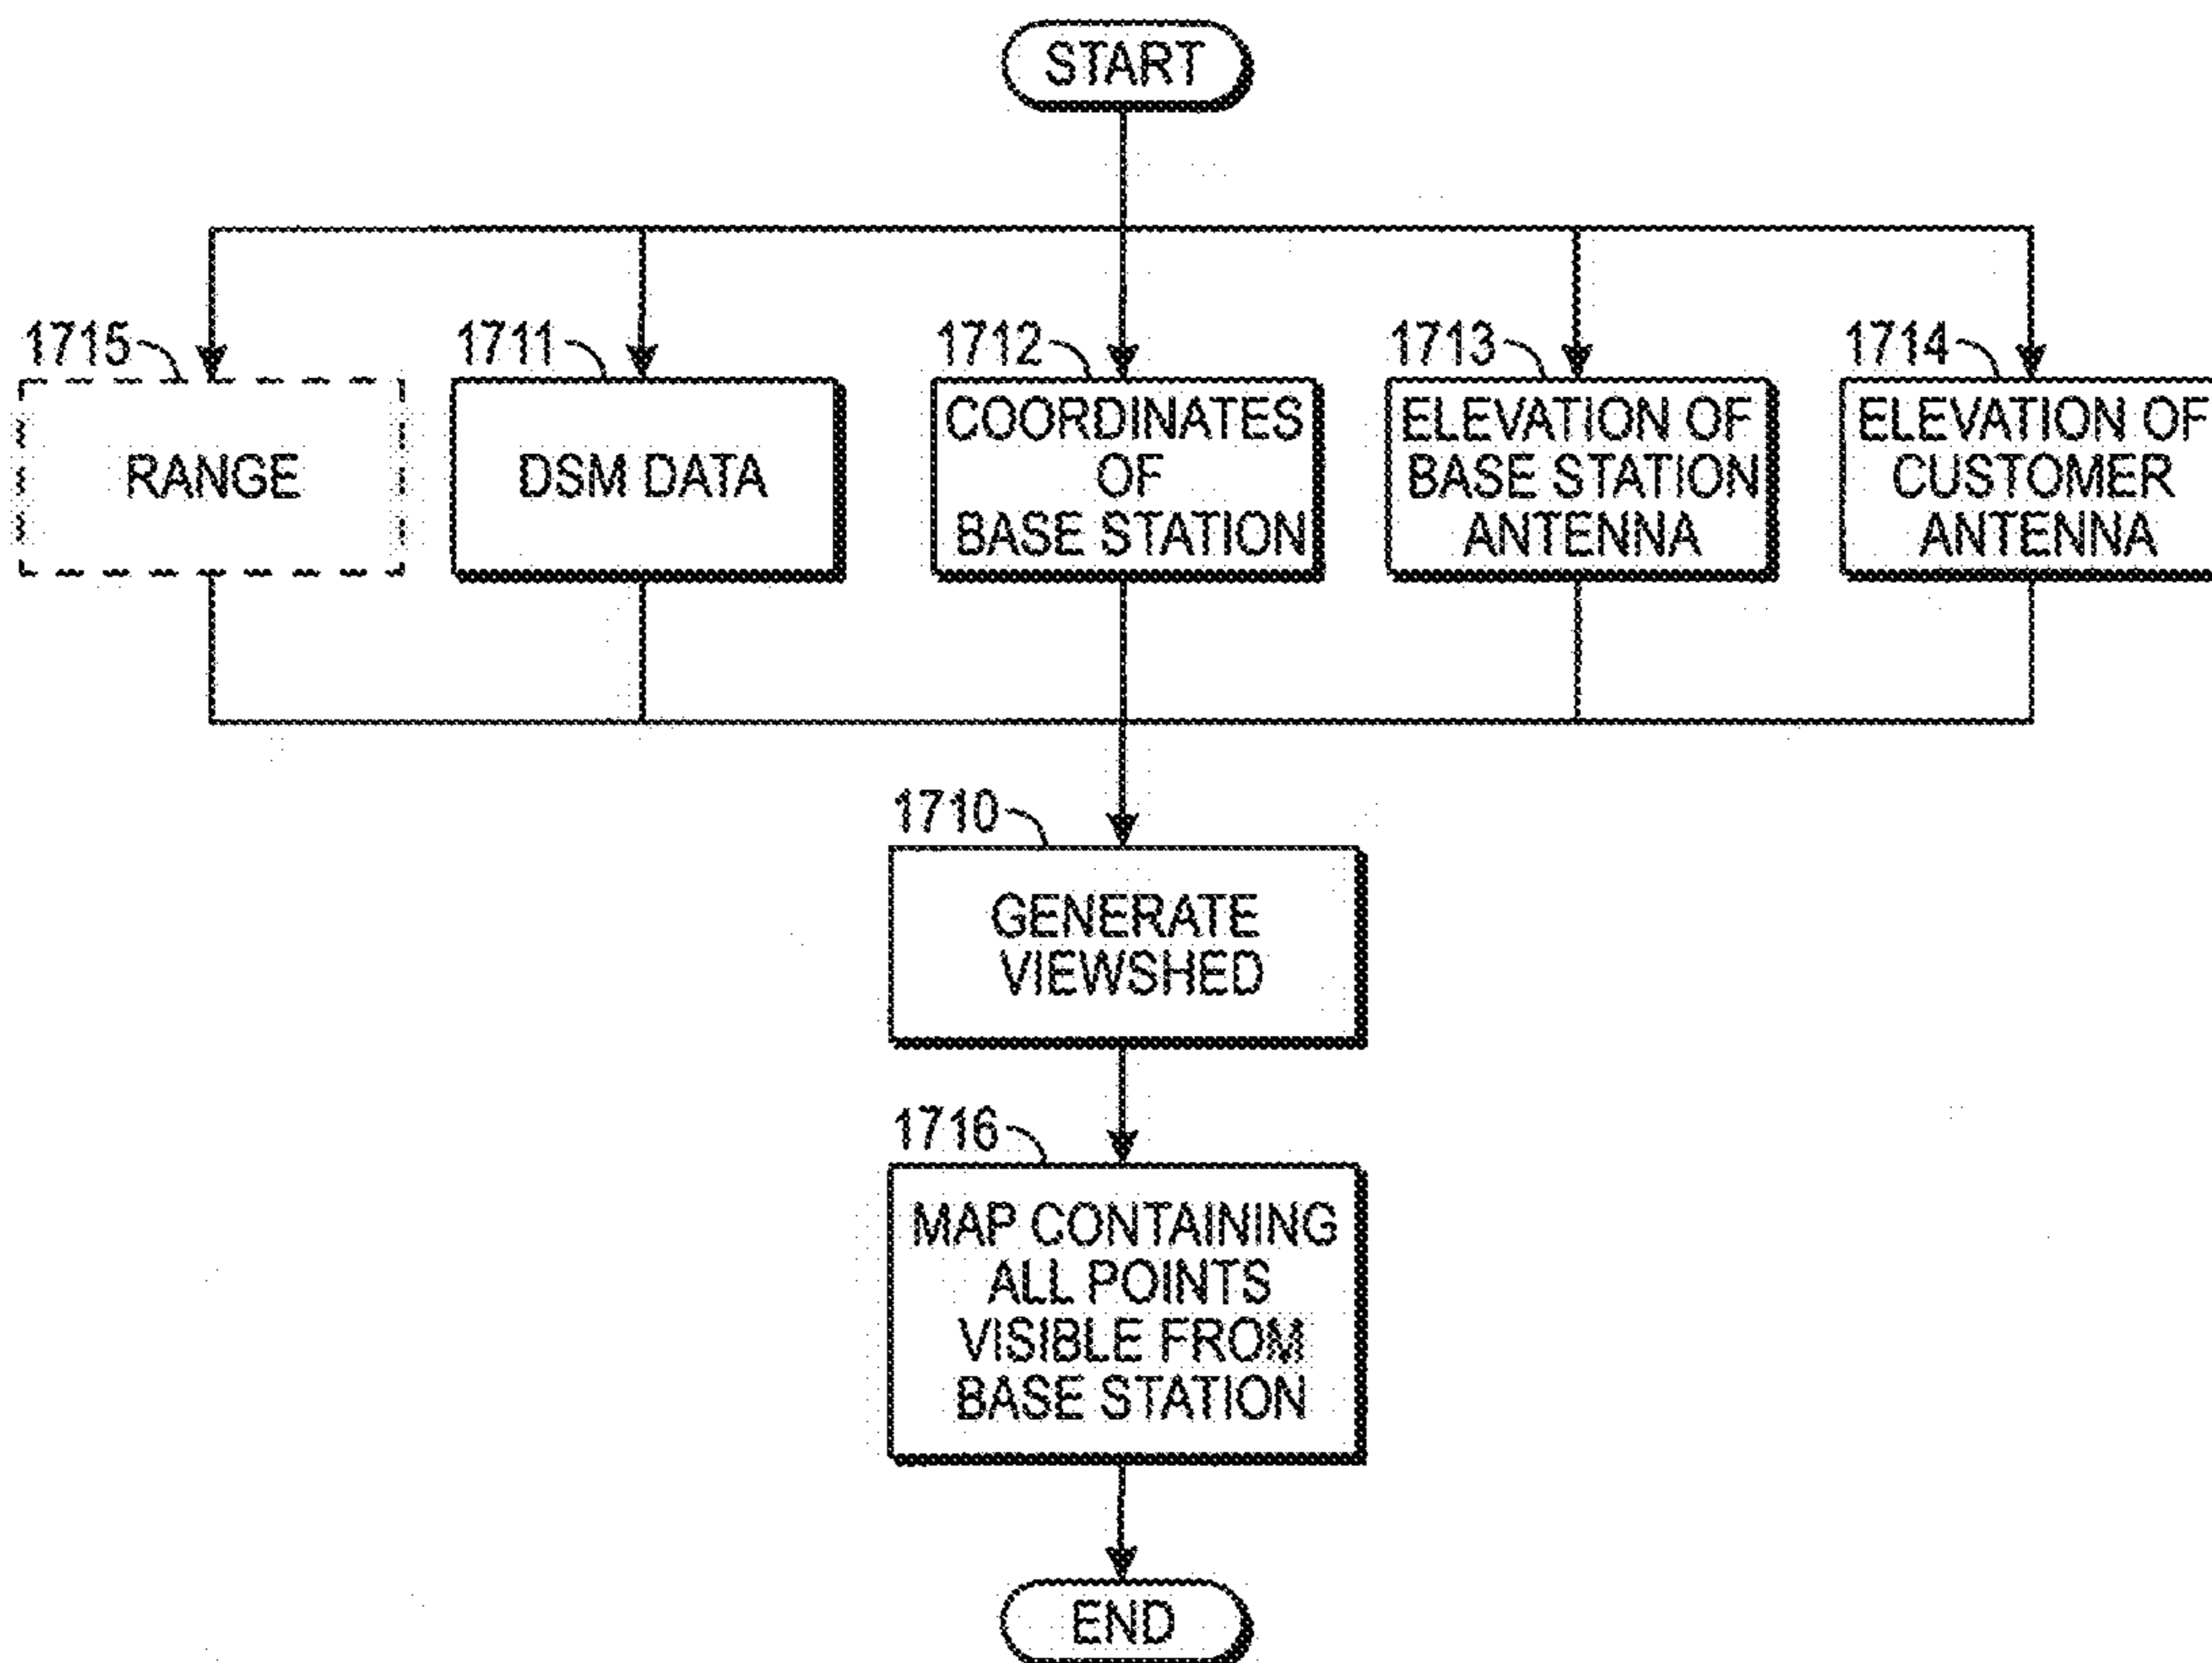 START
1715
RANGE
1711
DSM DATA
1712
COORDINATES
OF
BASE STATION
1713
ELEVATION OF
BASE STATION
ANTENNA
1714
ELEVATION OF
CUSTOMER
ANTENNA
1710
GENERATE
VIEWSHED
1716
MAP CONTAINING
ALL POINTS
VISIBLE FROM
BASE STATION
END